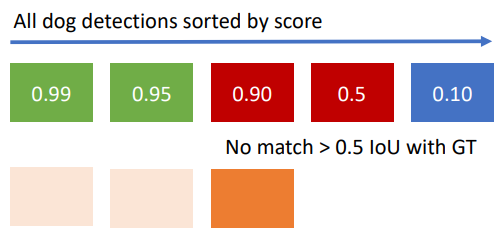 All dog detections sorted by score
0.99 0.95 0.90 0.5 0.10
No match > 0.5 IoU with GT